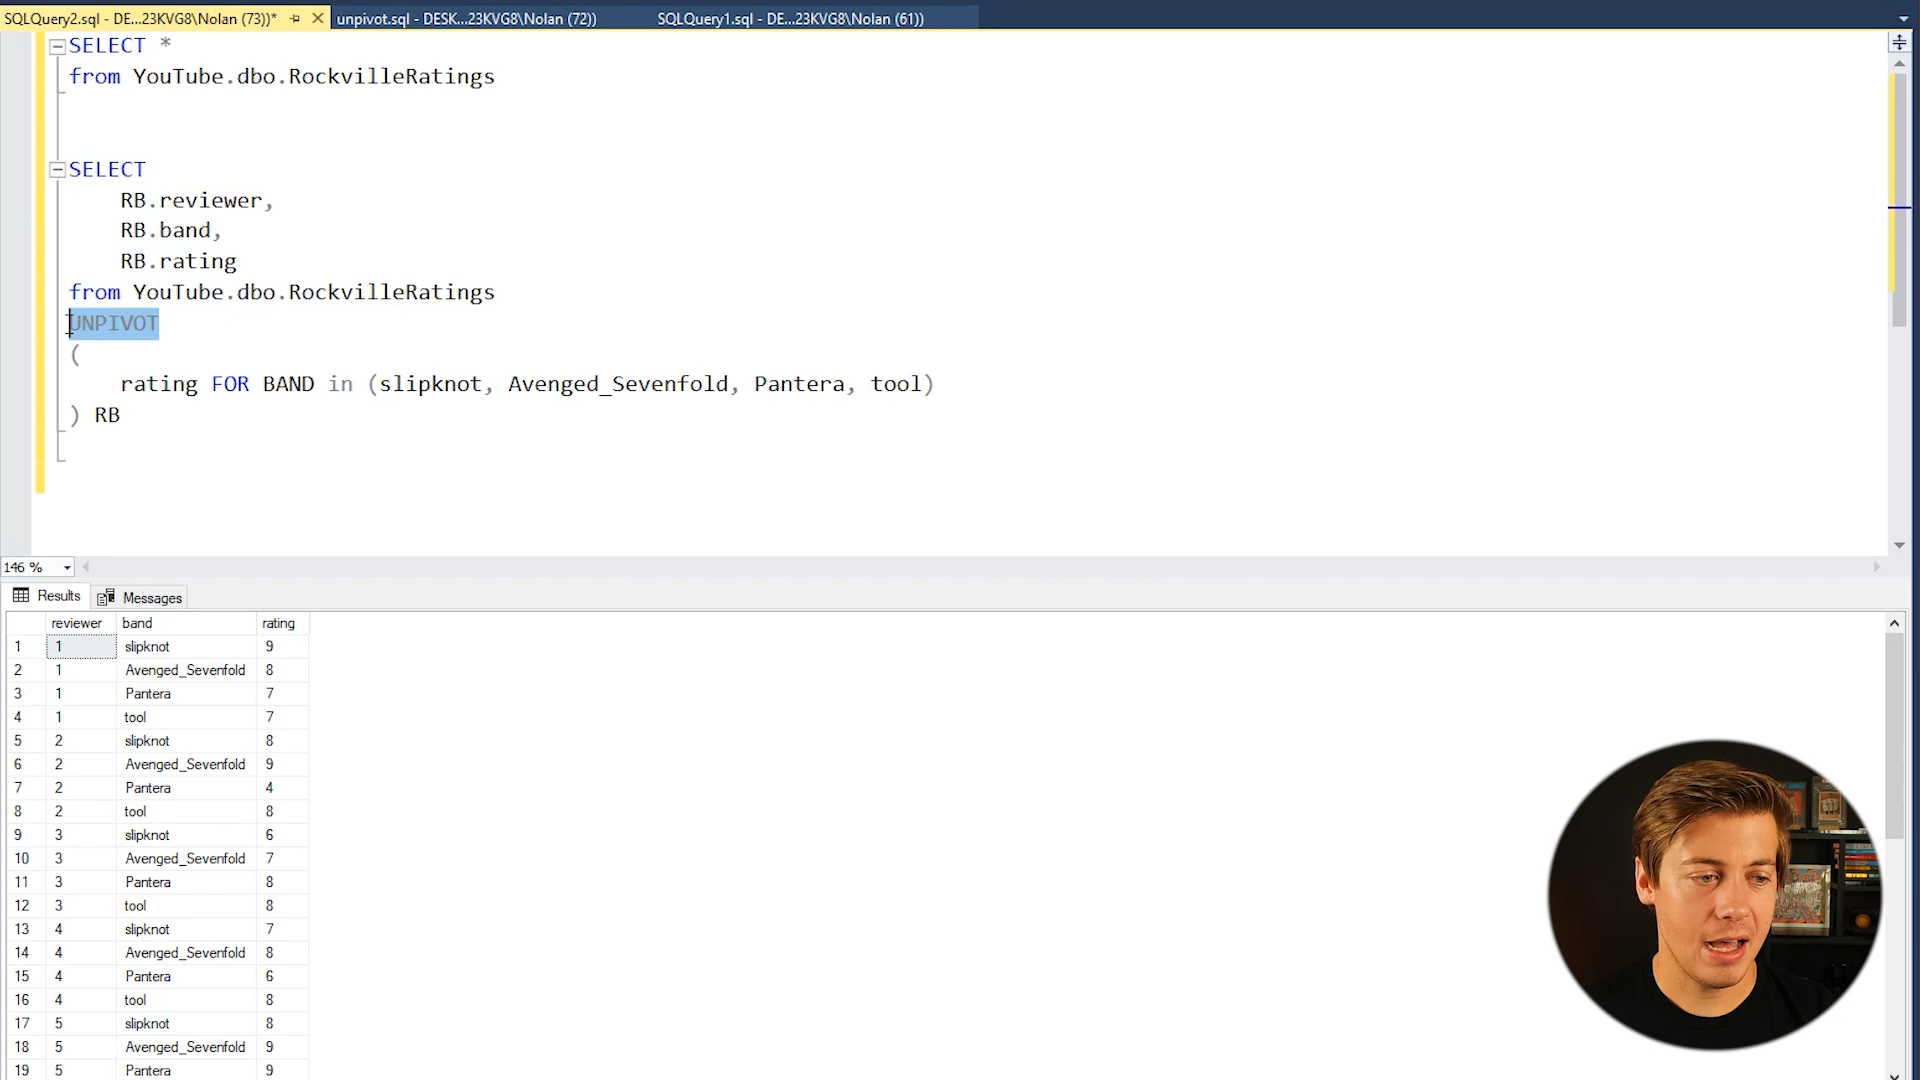 SQLQuery2.sql - DE...23KVG8\Nolan (73))* unpivot.sql - DESK...23KVG8\Nolan (72)) SQLQuery1.sql - DE...23KVG8\Nolan (61))
SELECT *
from YouTube.dbo.RockvilleRatings
SELECT
RB.reviewer,
RB.band,
RB.rating
from YouTube.dbo.RockvilleRatings
UNPIVOT
(
rating FOR BAND in (slipknot, Avenged_Sevenfold, Pantera, tool)
) RB
146 %
Results Messages
reviewer band rating
1 1 slipknot 9
2 1 Avenged_Sevenfold 8
3 1 Pantera 7
4 1 tool 7
5 2 slipknot 8
6 2 Avenged_Sevenfold 9
7 2 Pantera 4
8 2 tool 8
9 3 slipknot 6
10 3 Avenged_Sevenfold 7
11 3 Pantera 8
12 3 tool 8
13 4 slipknot 7
14 4 Avenged_Sevenfold 8
15 4 Pantera 6
16 4 tool 8
17 5 slipknot 8
18 5 Avenged_Sevenfold 9
19 5 Pantera 9